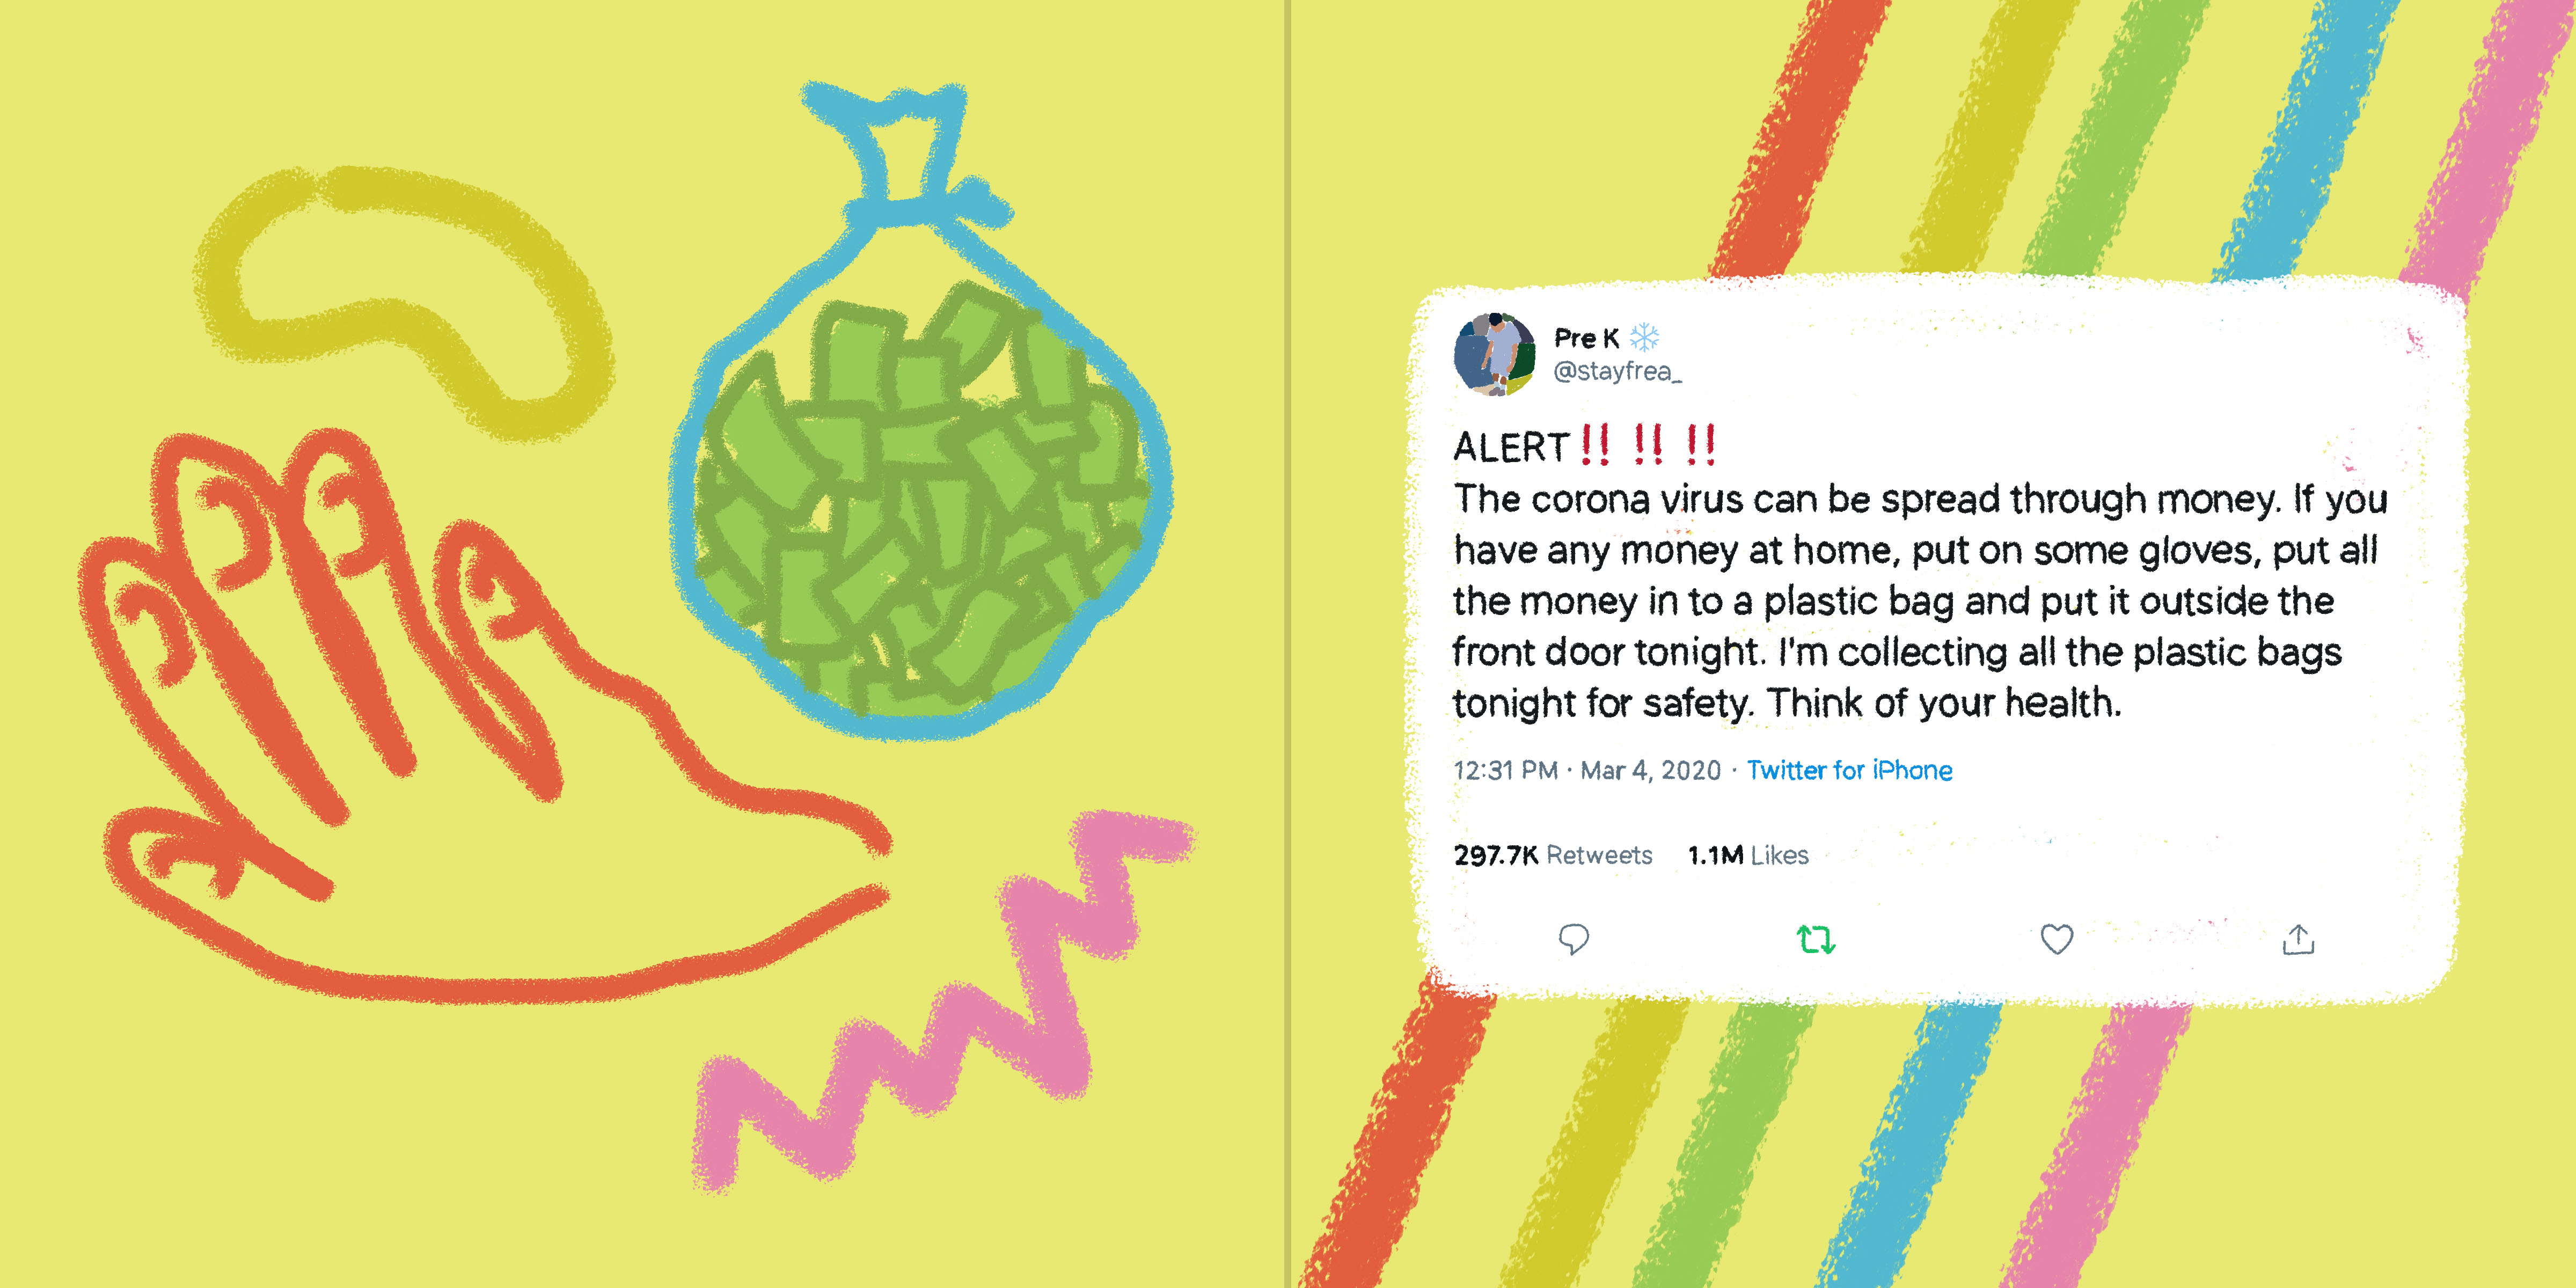 Pre K ❄
@stayfrea_
ALERT‼️ ‼️ ‼️
The corona virus can be spread through money. If you
have any money at home, put on some gloves, put all
the money in to a plastic bag and put it outside the
front door tonight. I'm collecting all the plastic bags
tonight for safety. Think of your health.
12:31 PM · Mar 4, 2020 · Twitter for iPhone
297.7K Retweets 1.1M Likes